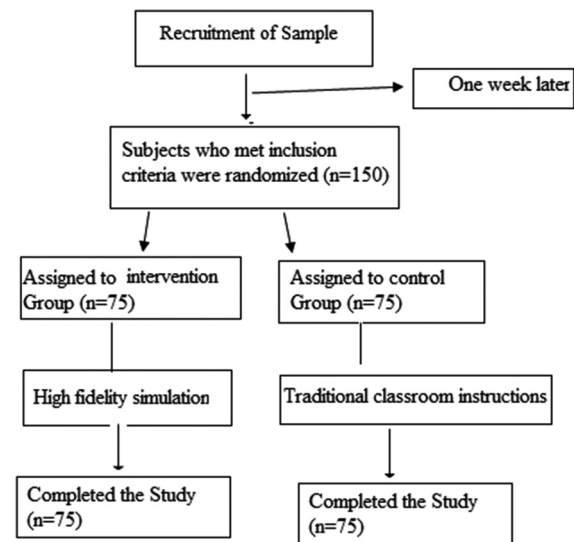 Recruitment of Sample
One week later
Subjects who met inclusion
criteria were randomized (n=150)
Assigned to intervention
Group (n=75)
Assigned to control
Group (n=75)
High fidelity simulation
Traditional classroom instructions
Completed the Study
(n=75)
Completed the Study
(n=75)